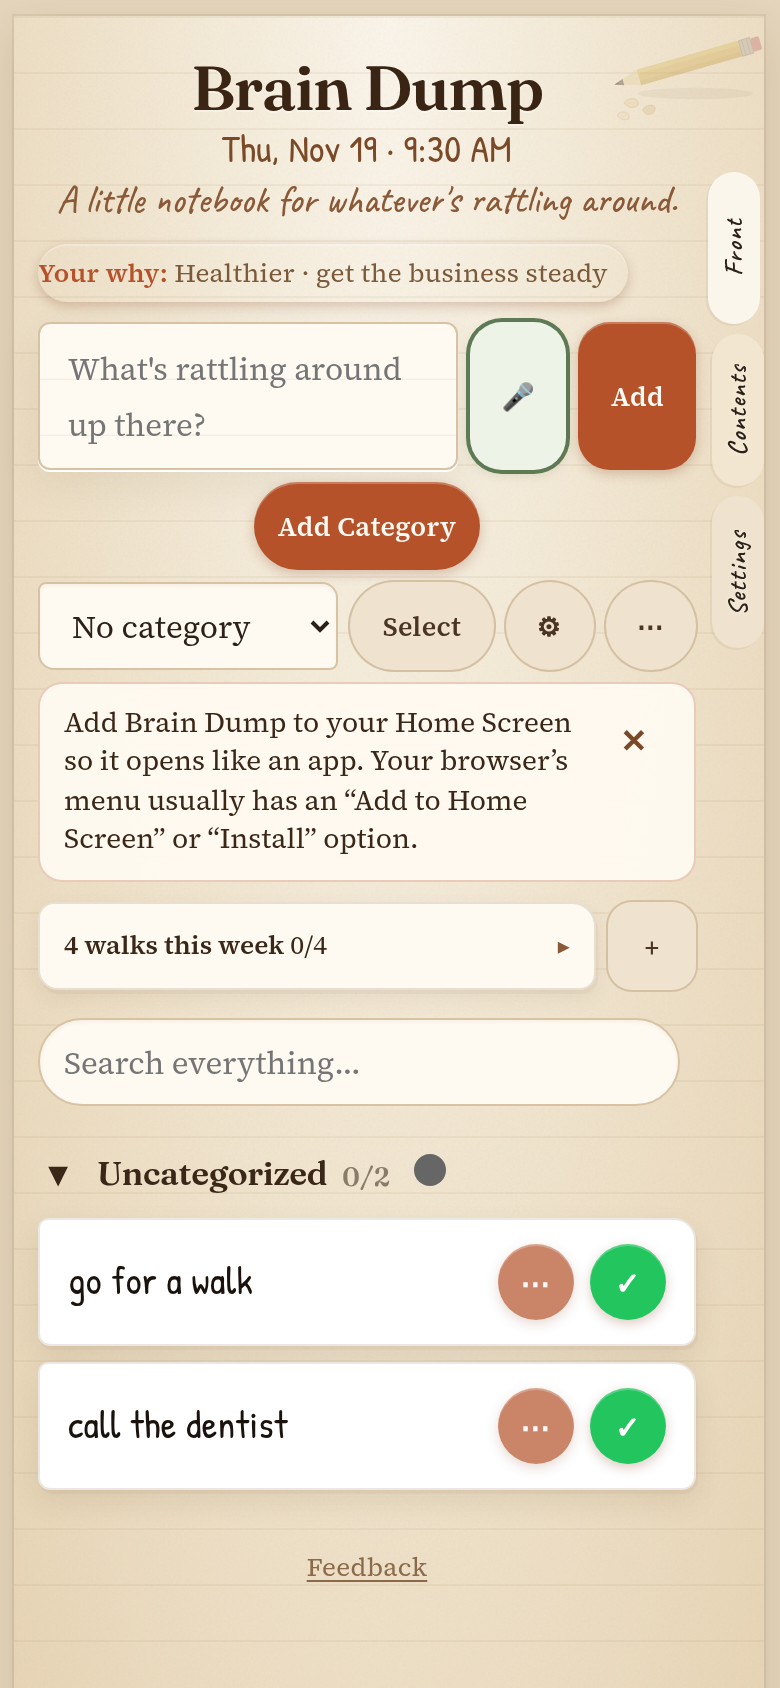 Brain Dump
Thu, Nov 19 · 9:30 AM
A little notebook for whatever's rattling around.
Front
Your why: Healthier · get the business steady
What's rattling around
up there?
Add
Contents
Add Category
Settings
No category
Select
Add Brain Dump to your Home Screen
so it opens like an app. Your browser’s
menu usually has an “Add to Home
Screen” or “Install” option.
4 walks this week 0/4
+
Search everything...
Uncategorized 0/2
go for a walk
call the dentist
Feedback